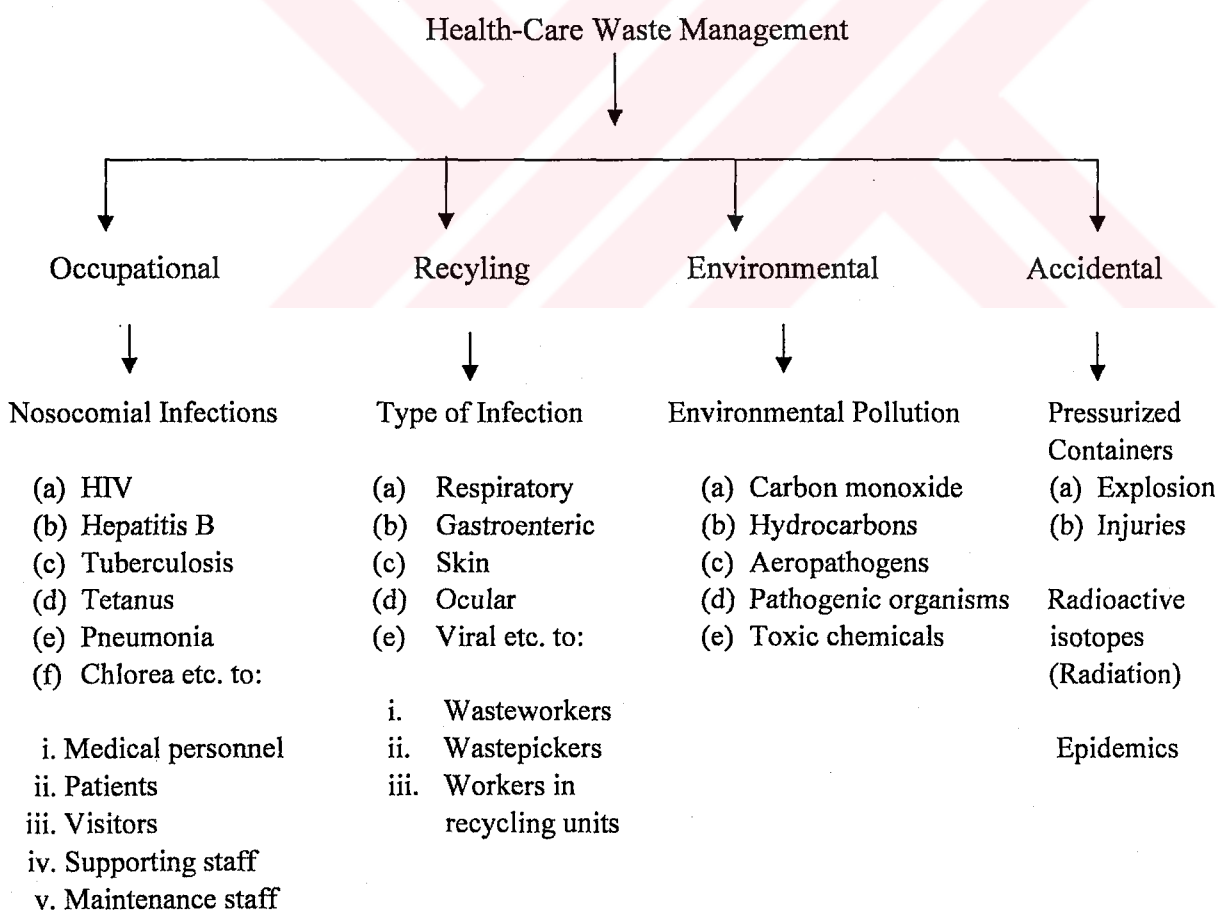 Health-Care Waste Management
Occupational
Recyling
Environmental
Accidental
Nosocomial Infections
(a) HIV
(b) Hepatitis B
(c) Tuberculosis
(d) Tetanus
(e) Pneumonia
(f) Chlorea etc. to:
i. Medical personnel
ii. Patients
iii. Visitors
iv. Supporting staff
v. Maintenance staff
Type of Infection
(a) Respiratory
(b) Gastroenteric
(c) Skin
(d) Ocular
(e) Viral etc. to:
i. Wasteworkers
ii. Wastepickers
iii. Workers in
recycling units
Environmental Pollution
(a) Carbon monoxide
(b) Hydrocarbons
(c) Aeropathogens
(d) Pathogenic organisms
(e) Toxic chemicals
Pressurized
Containers
(a) Explosion
(b) Injuries
Radioactive
isotopes
(Radiation)
Epidemics